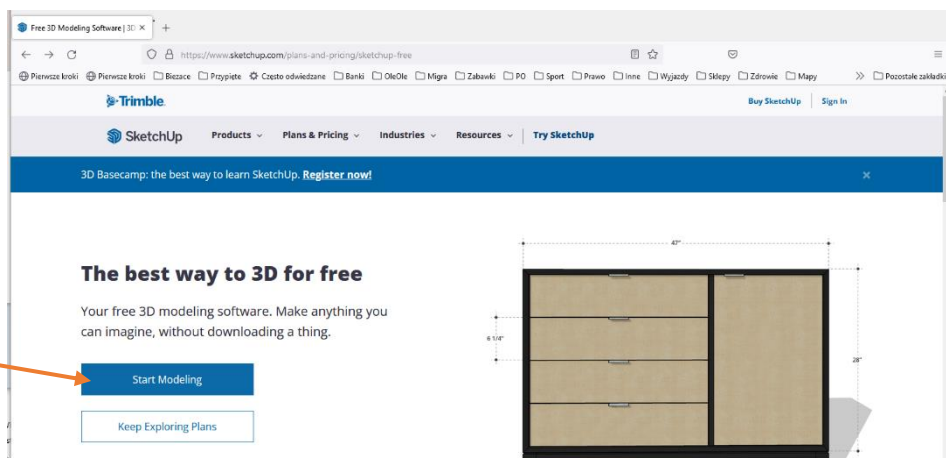 Free 3D Modeling Software | 3D
https://www.sketchup.com/plans-and-pricing/sketchup-free
Pierwsze kroki Pierwsze kroki Biezace Przypięte Często odwiedzane Banki OleOle Migra Zabawki PO Sport Prawo Inne Wyjazdy Sklepy Zdrowie Mapy Pozostałe zakładki
Trimble. Buy SketchUp Sign In
SketchUp Products Plans & Pricing Industries Resources Try SketchUp
3D Basecamp: the best way to learn SketchUp. Register now!
47"
The best way to 3D for free
Your free 3D modeling software. Make anything you
can imagine, without downloading a thing.
6 1/4"
28"
Start Modeling
Keep Exploring Plans